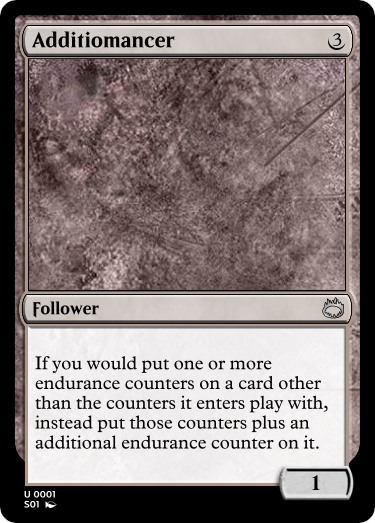 Additiomancer
3
Follower
If you would put one or more
endurance counters on a card other
than the counters it enters play with,
instead put those counters plus an
additional endurance counter on it.
1
U 0001
S01